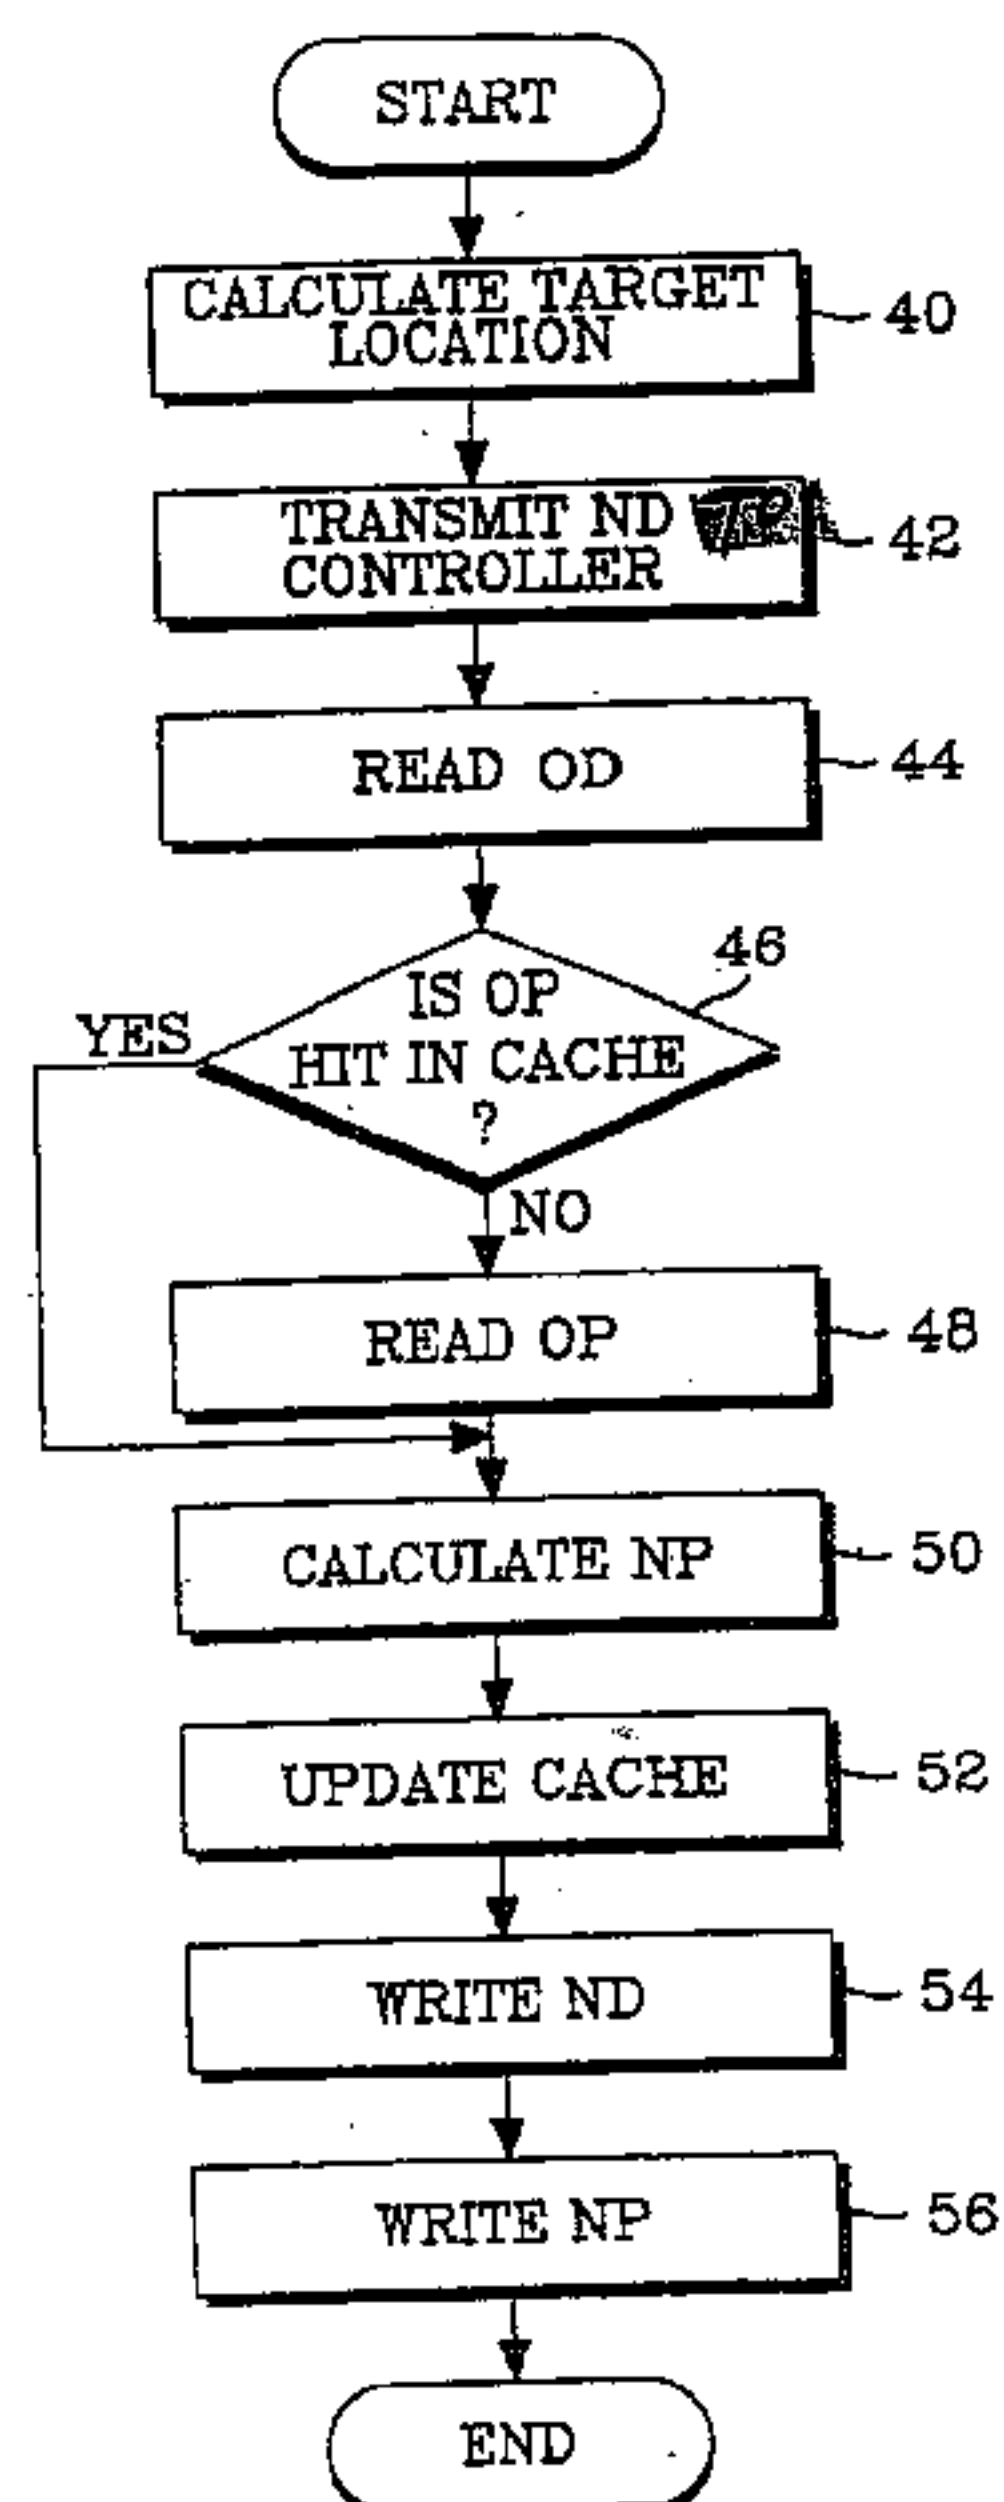 START
CALCULATE TARGET
LOCATION
40
TRANSMIT ND
CONTROLLER
42
READ OD
44
46
IS OP
HIT IN CACHE
?
YES
NO
READ OP
48
CALCULATE NP
50
UPDATE CACHE
52
WRITE ND
54
WRITE NP
56
END